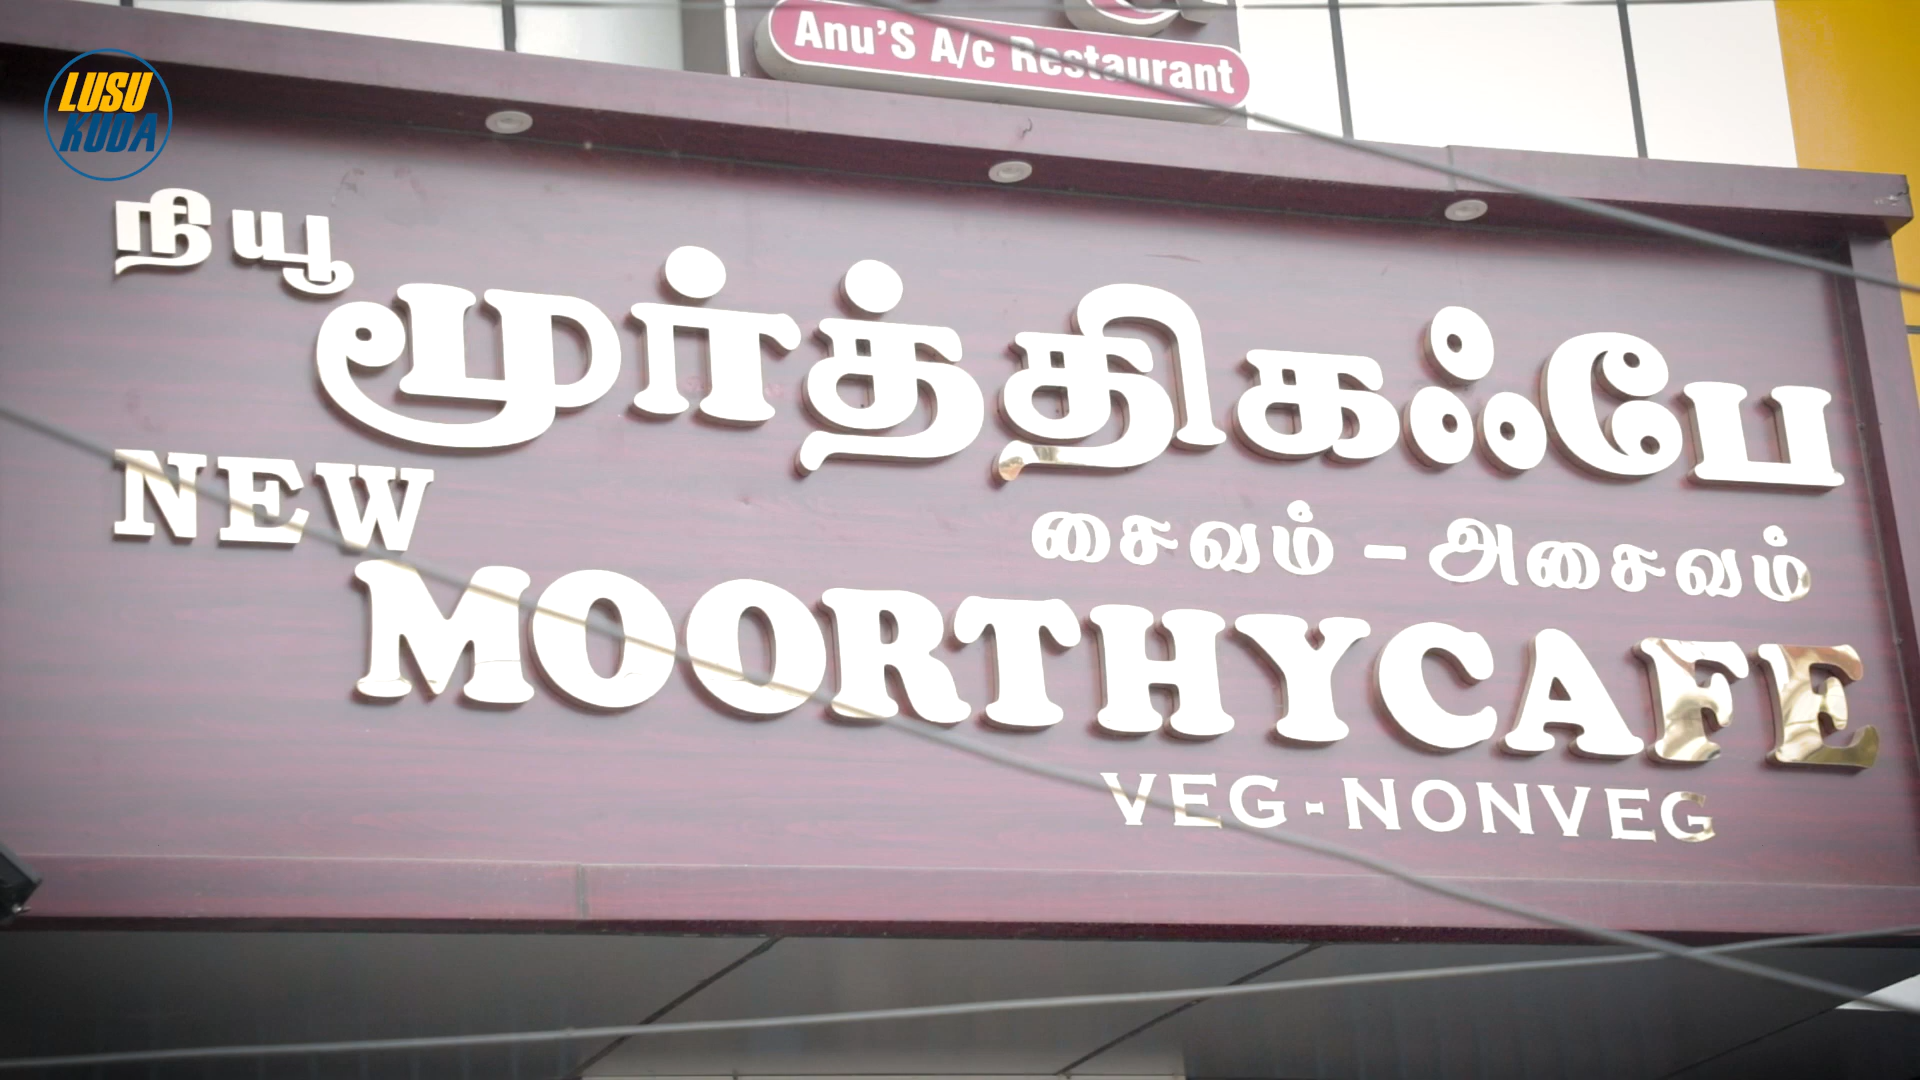 Anu'S A/c Restaurant
LUSU
KUDA
நியூ
மூர்த்திகஃபே
சைவம் - அசைவம்
NEW
MOORTHYCAFE
VEG-NONVEG